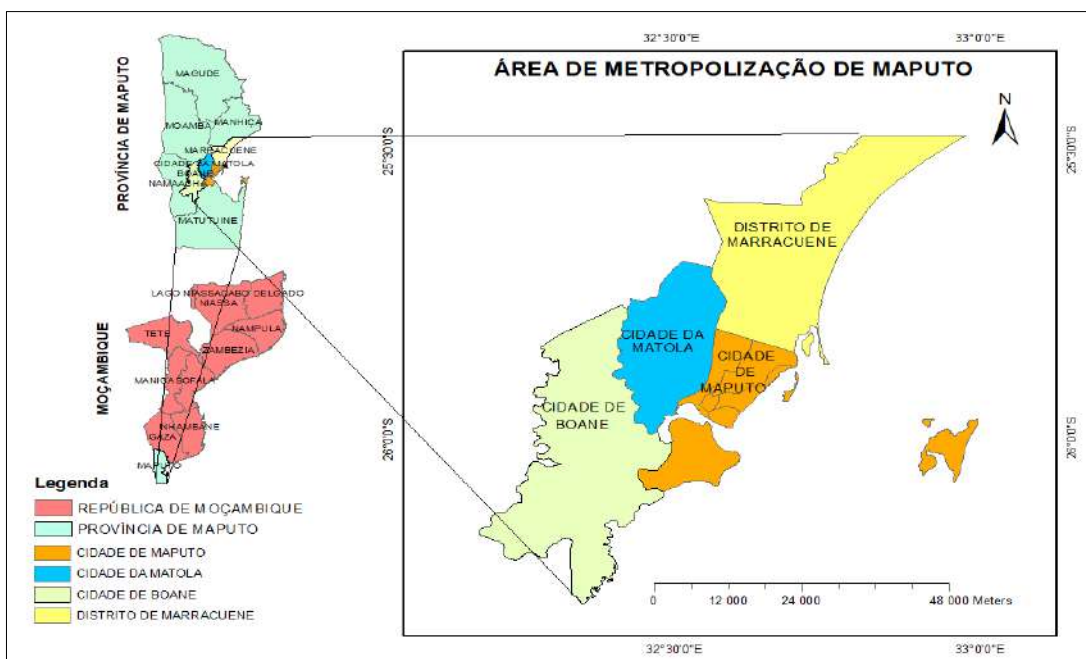 32°30'0"E
33°0'0"E
ÁREA DE METROPOLIZAÇÃO DE MAPUTO
N
25°30'0"S
25°30'0"S
26°0'0"S
26°0'0"S
PROVÍNCIA DE MAPUTO
MAGUDE
MOAMBA
MANHIÇA
MARRACUENE
CIDADE DA MATOLA
BOANE
NAMAACHA
MATUTUINE
DISTRITO DE
MARRACUENE
CIDADE DA
MATOLA
CIDADE
DE
MAPUTO
CIDADE DE
BOANE
MOÇAMBIQUE
LAGO NIASSA
CABO DELGADO
NIASSA
TETE
NAMPULA
ZAMBEZIA
MANICA
SOFALA
INHAMBANE
GAZA
MAPUTO
Legenda
REPÚBLICA DE MOÇAMBIQUE
PROVÌNCIA DE MAPUTO
CIDADE DE MAPUTO
CIDADE DA MATOLA
CIDADE DE BOANE
DISTRITO DE MARRACUENE
0 12 000 24 000 48 000 Meters
32°30'0"E
33°0'0"E